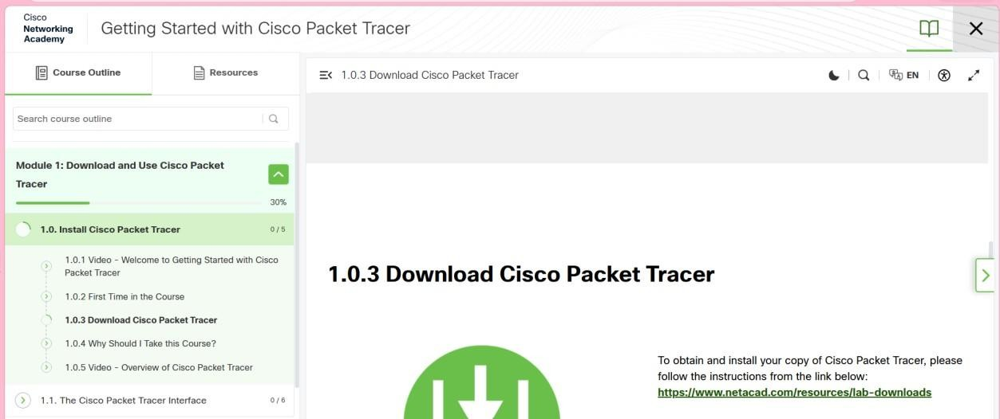 Cisco
Networking
Academy
Getting Started with Cisco Packet Tracer
Course Outline
Resources
Search course outline
Module 1: Download and Use Cisco Packet
Tracer
30%
1.0. Install Cisco Packet Tracer
0 / 5
1.0.1 Video - Welcome to Getting Started with Cisco
Packet Tracer
1.0.2 First Time in the Course
1.0.3 Download Cisco Packet Tracer
1.0.4 Why Should I Take this Course?
1.0.5 Video - Overview of Cisco Packet Tracer
1.1. The Cisco Packet Tracer Interface
0 / 6
1.0.3 Download Cisco Packet Tracer
EN
1.0.3 Download Cisco Packet Tracer
To obtain and install your copy of Cisco Packet Tracer, please
follow the instructions from the link below:
https://www.netacad.com/resources/lab-downloads